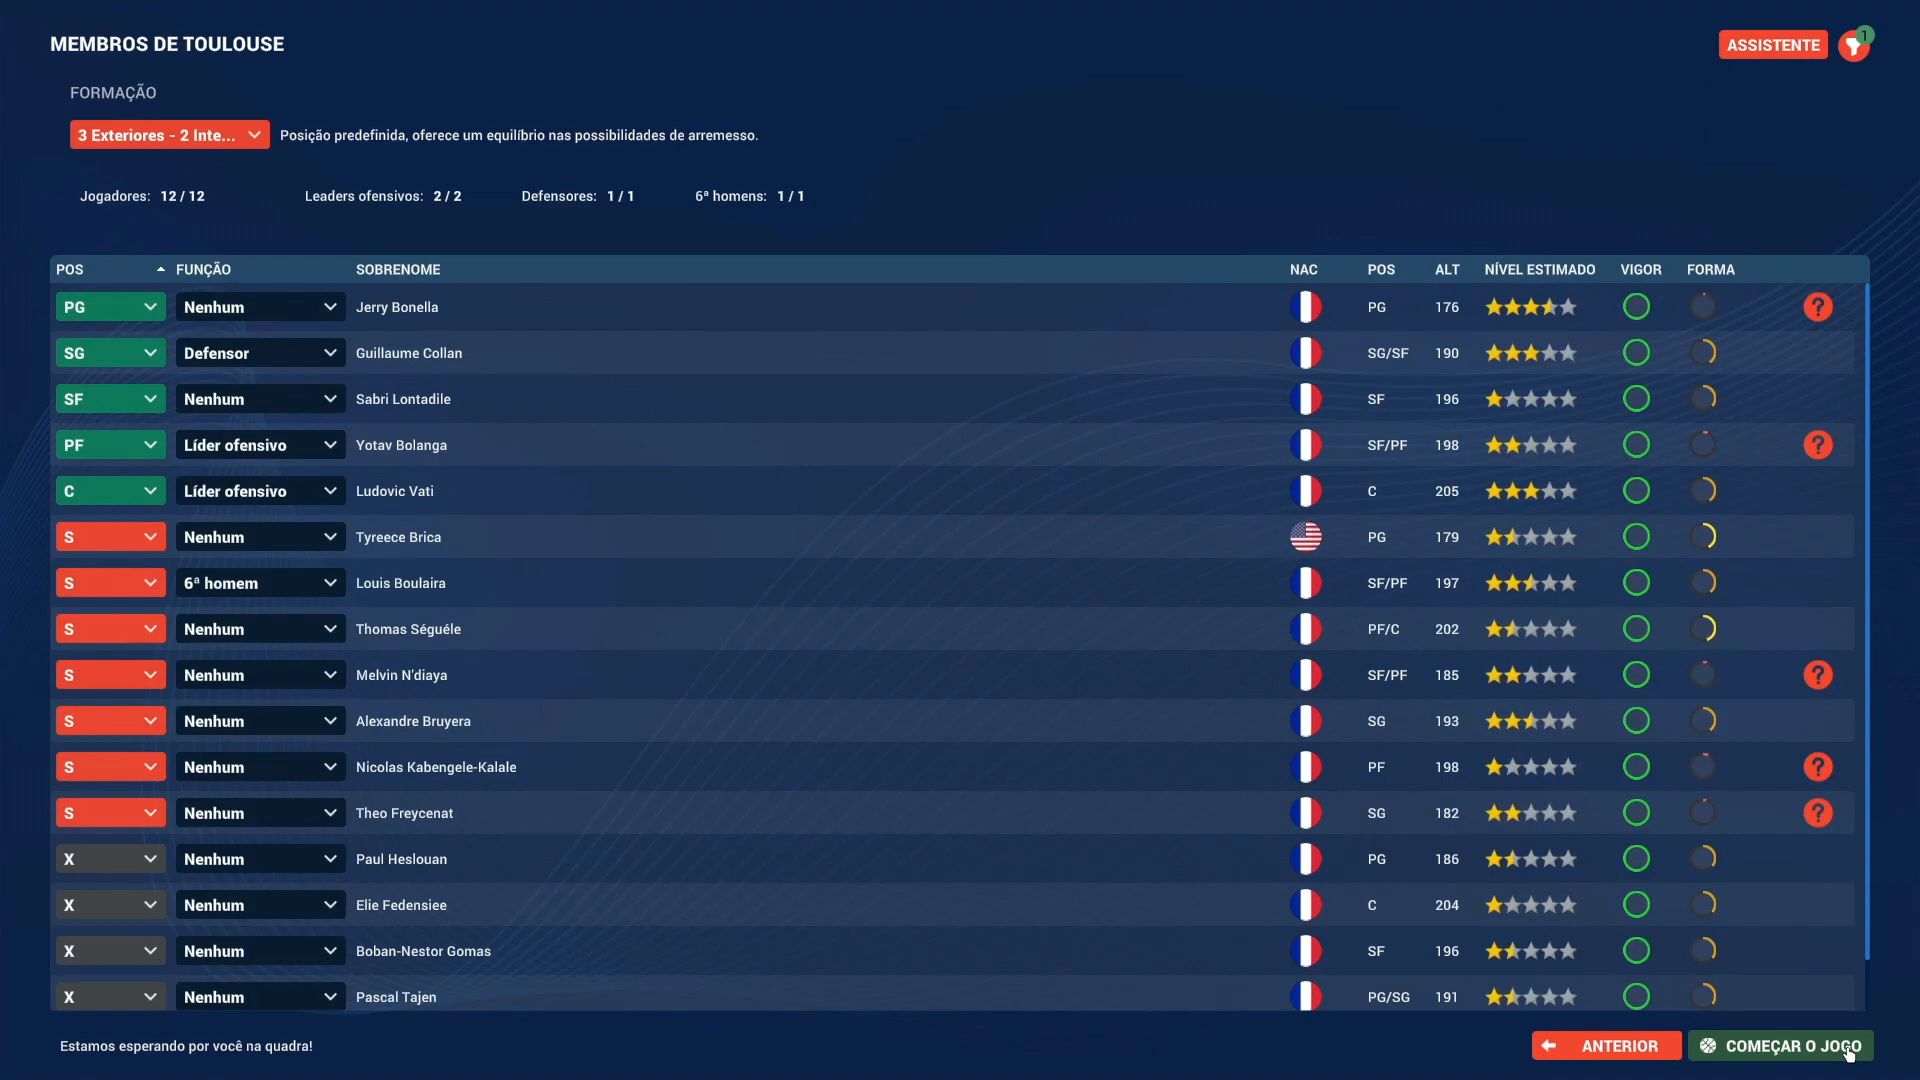 MEMBROS DE TOULOUSE
ASSISTENTE
1
FORMAÇÃO
3 Exteriores - 2 Inte... Posição predefinida, oferece um equilíbrio nas possibilidades de arremesso.
Jogadores: 12 / 12 Leaders ofensivos: 2 / 2 Defensores: 1 / 1 6ª homens: 1 / 1
POS FUNÇÃO SOBRENOME NAC POS ALT NÍVEL ESTIMADO VIGOR FORMA
PG Nenhum Jerry Bonella PG 176 ?
SG Defensor Guillaume Collan SG/SF 190
SF Nenhum Sabri Lontadile SF 196
PF Líder ofensivo Yotav Bolanga SF/PF 198 ?
C Líder ofensivo Ludovic Vati C 205
S Nenhum Tyreece Brica PG 179
S 6ª homem Louis Boulaira SF/PF 197
S Nenhum Thomas Séguéle PF/C 202
S Nenhum Melvin N'diaya SF/PF 185 ?
S Nenhum Alexandre Bruyera SG 193
S Nenhum Nicolas Kabengele-Kalale PF 198 ?
S Nenhum Theo Freycenat SG 182 ?
X Nenhum Paul Heslouan PG 186
X Nenhum Elie Fedensiee C 204
X Nenhum Boban-Nestor Gomas SF 196
X Nenhum Pascal Tajen PG/SG 191
Estamos esperando por você na quadra!
ANTERIOR
COMEÇAR O JOGO